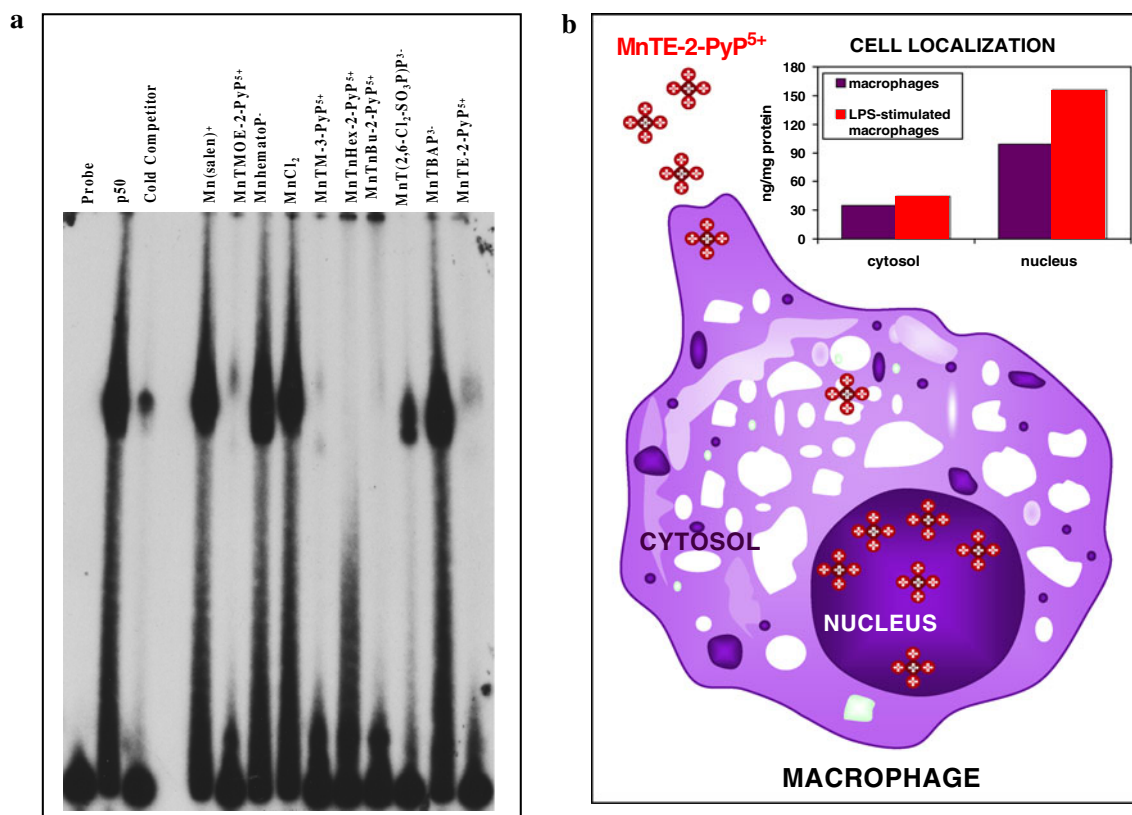 a
Probe
p50
Cold Competitor
Mn(salen)⁺
MnTMOE-2-PyP⁵⁺
MnhematoP⁻
MnCl₂
MnTM-3-PyP⁵⁺
MnTnHex-2-PyP⁵⁺
MnTnBu-2-PyP⁵⁺
MnT(2,6-Cl₂-SO₃P)P³⁻
MnTBAP³⁻
MnTE-2-PyP⁵⁺
b
MnTE-2-PyP⁵⁺
CELL LOCALIZATION
ng/mg protein
180
150
120
90
60
30
0
macrophages
LPS-stimulated
macrophages
cytosol
nucleus
CYTOSOL
NUCLEUS
MACROPHAGE